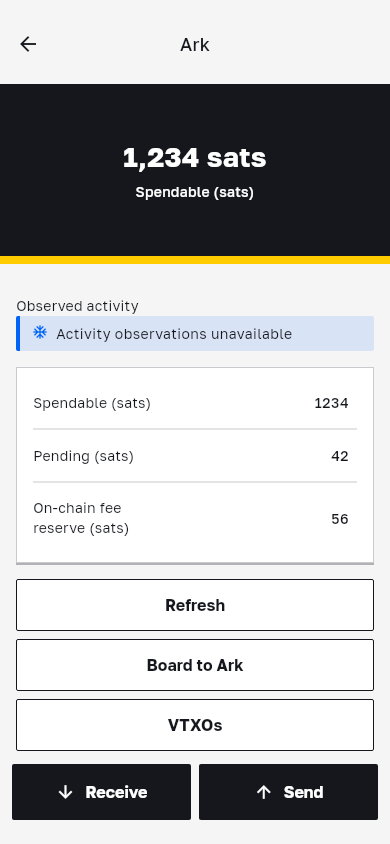 Ark
1,234 sats
Spendable (sats)
Observed activity
Activity observations unavailable
Spendable (sats) 1234
Pending (sats) 42
On-chain fee
reserve (sats) 56
Refresh
Board to Ark
VTXOs
Receive Send